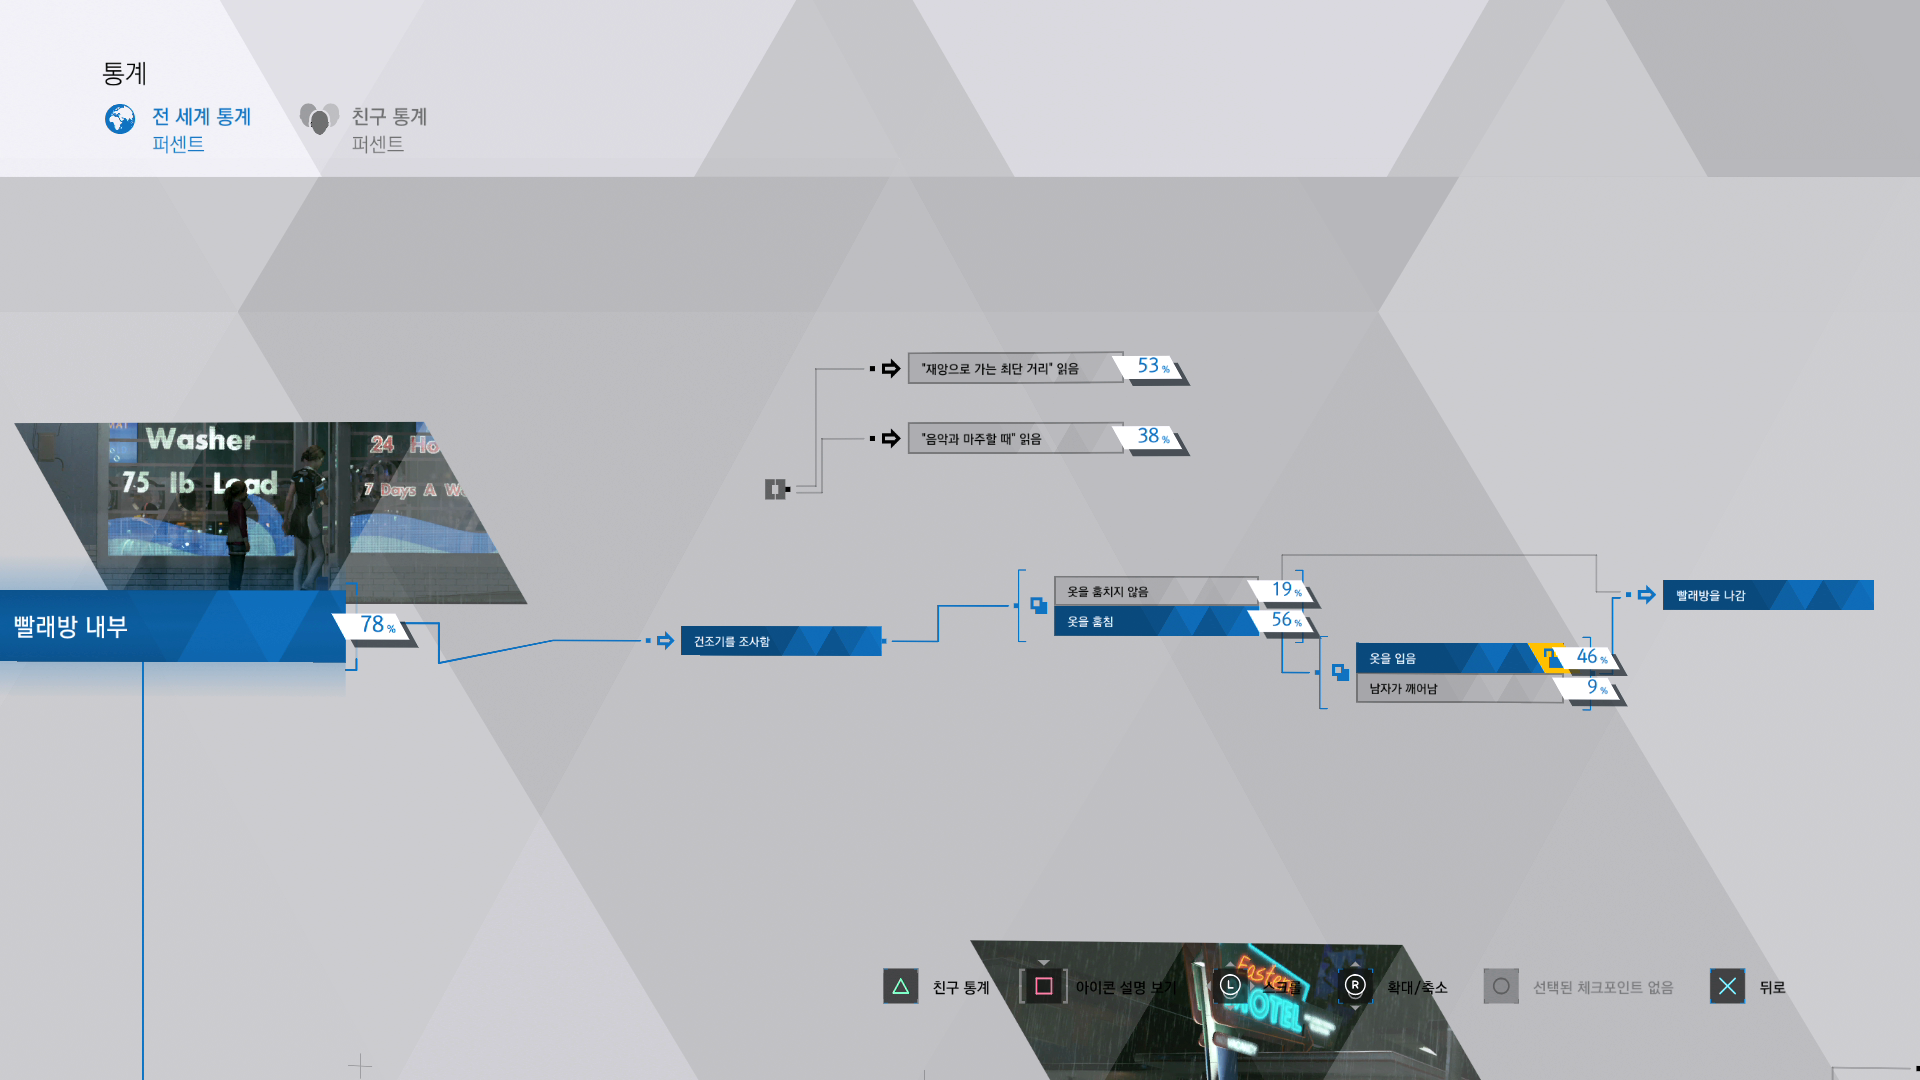 통계
전 세계 통계
퍼센트
친구 통계
퍼센트
"재앙으로 가는 최단 거리" 읽음
53 %
"음악과 마주할 때" 읽음
38 %
Washer
75 lb Load
24 Ho
7 Days A We
빨래방 내부
78 %
건조기를 조사함
옷을 훔치지 않음
19 %
옷을 훔침
56 %
옷을 입음
46 %
남자가 깨어남
9 %
빨래방을 나감
Eastern
MOTEL
친구 통계
아이콘 설명 보기
L
스크롤
R
확대/축소
선택된 체크포인트 없음
뒤로